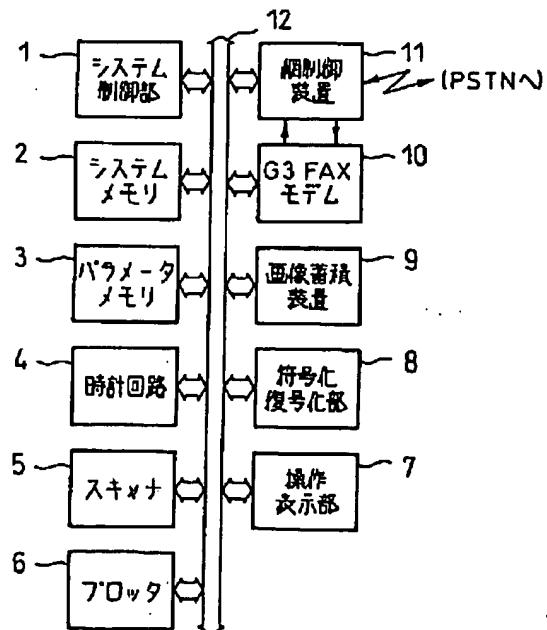 12
1
システム
制御部
2
システム
メモリ
3
パラメータ
メモリ
4
時計回路
5
スキャナ
6
プロッタ
11
網制御
装置
(PSTNへ)
10
G3 FAX
モデム
9
画像蓄積
装置
8
符号化
復号化部
7
操作
表示部